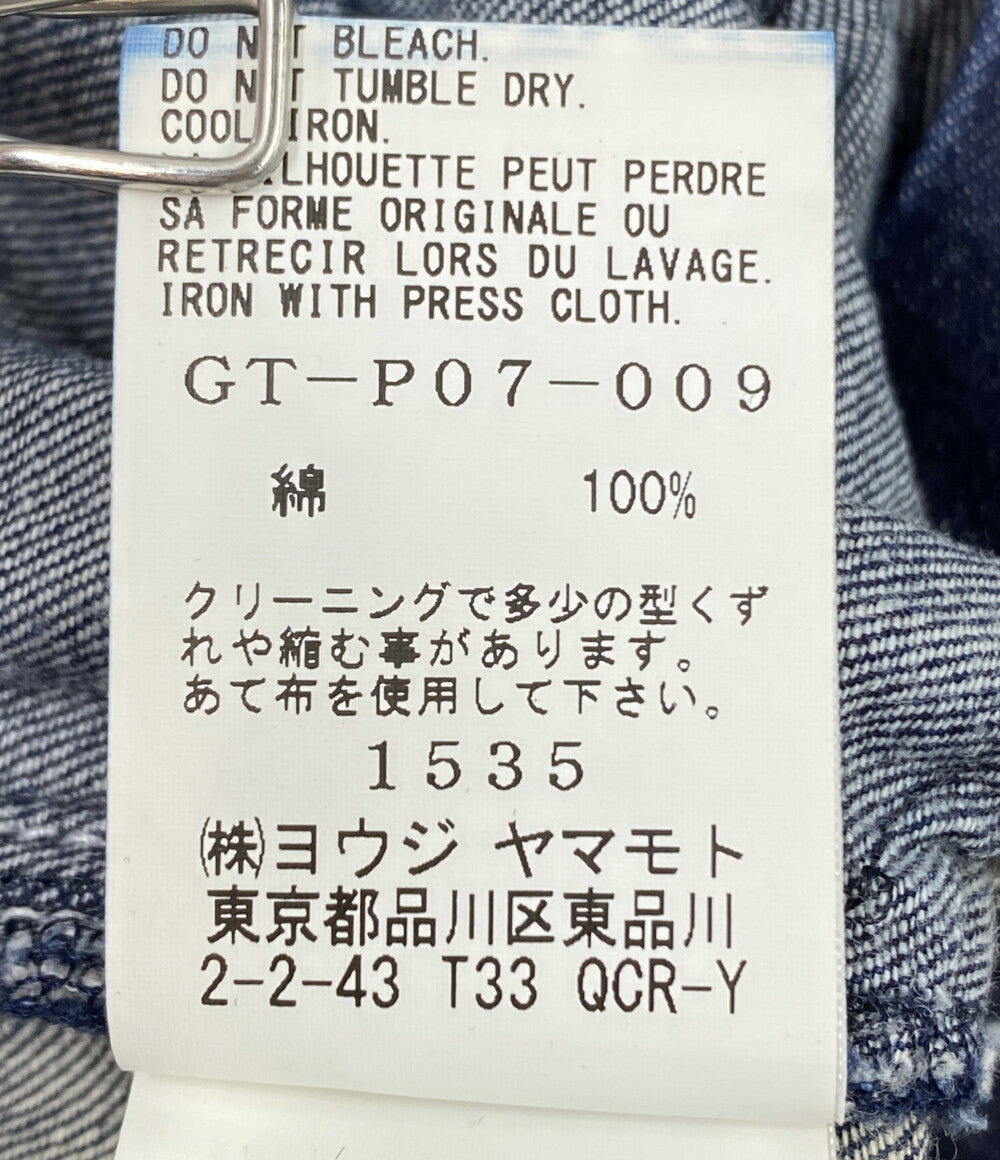 DO NOT BLEACH.
DO NOT TUMBLE DRY.
COOL IRON.
SILHOUETTE PEUT PERDRE
SA FORME ORIGINALE OU
RETRECIR LORS DU LAVAGE.
IRON WITH PRESS CLOTH.
GT-P07-009
綿 100%
クリーニングで多少の型くず
れや縮む事があります。
あて布を使用して下さい。
1535
㈱ヨウジ ヤマモト
東京都品川区東品川
2-2-43 T33 QCR-Y